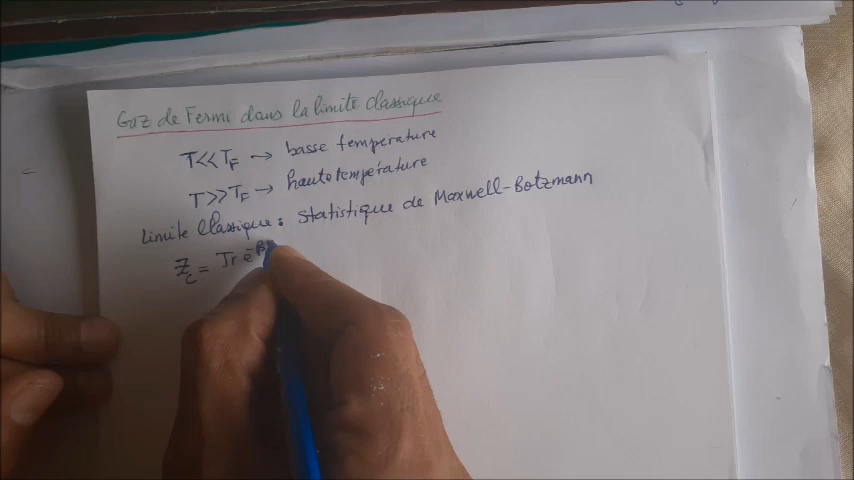 Gaz de Fermi dans la limite classique
T << T_F → basse température
T >> T_F → haute température
Limite Classique : Statistique de Maxwell-Botzmann
Z_c = Tr e^-β